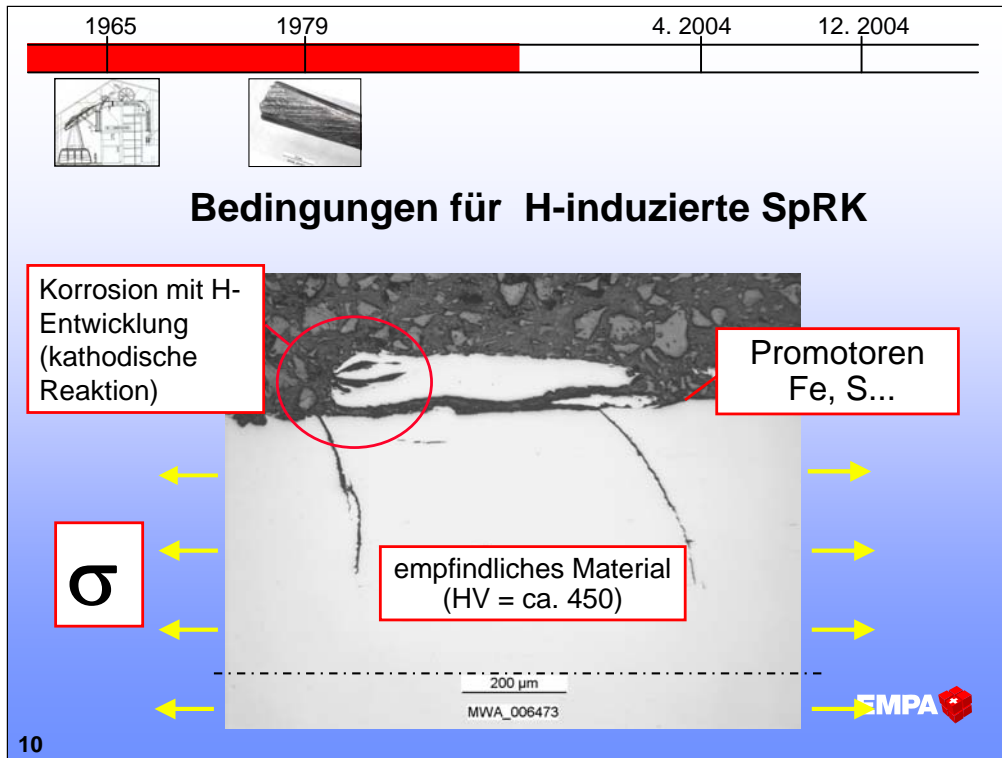 1965 1979 4. 2004 12. 2004
Bedingungen für H-induzierte SpRK
Korrosion mit H-
Entwicklung
(kathodische
Reaktion)
Promotoren
Fe, S...
σ
empfindliches Material
(HV = ca. 450)
200 µm
MWA_006473
EMPA
10